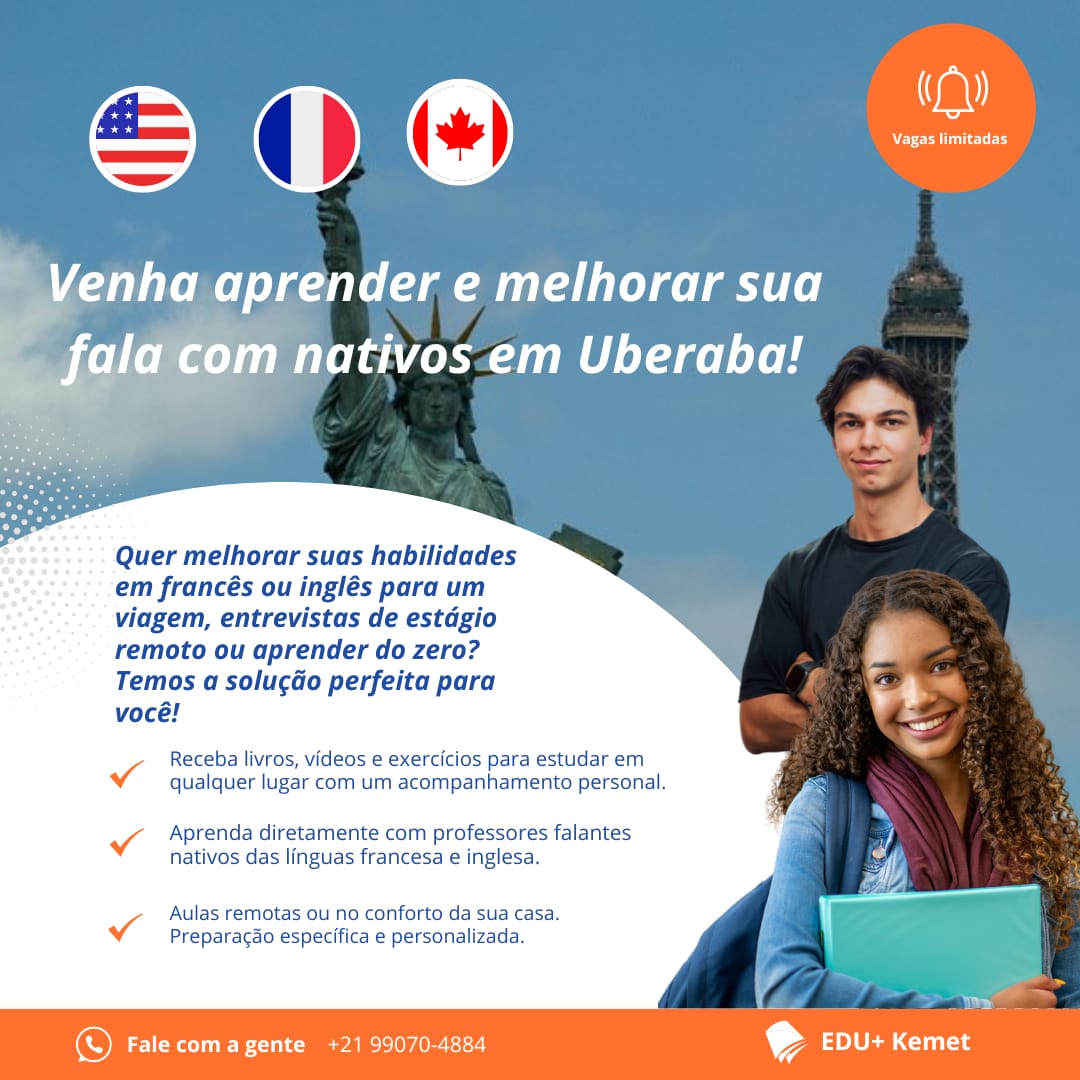 Vagas limitadas
Venha aprender e melhorar sua
fala com nativos em Uberaba!
Quer melhorar suas habilidades
em francês ou inglês para um
viagem, entrevistas de estágio
remoto ou aprender do zero?
Temos a solução perfeita para
você!
Receba livros, vídeos e exercícios para estudar em
qualquer lugar com um acompanhamento personal.
Aprenda diretamente com professores falantes
nativos das línguas francesa e inglesa.
Aulas remotas ou no conforto da sua casa.
Preparação específica e personalizada.
Fale com a gente +21 99070-4884
EDU+ Kemet